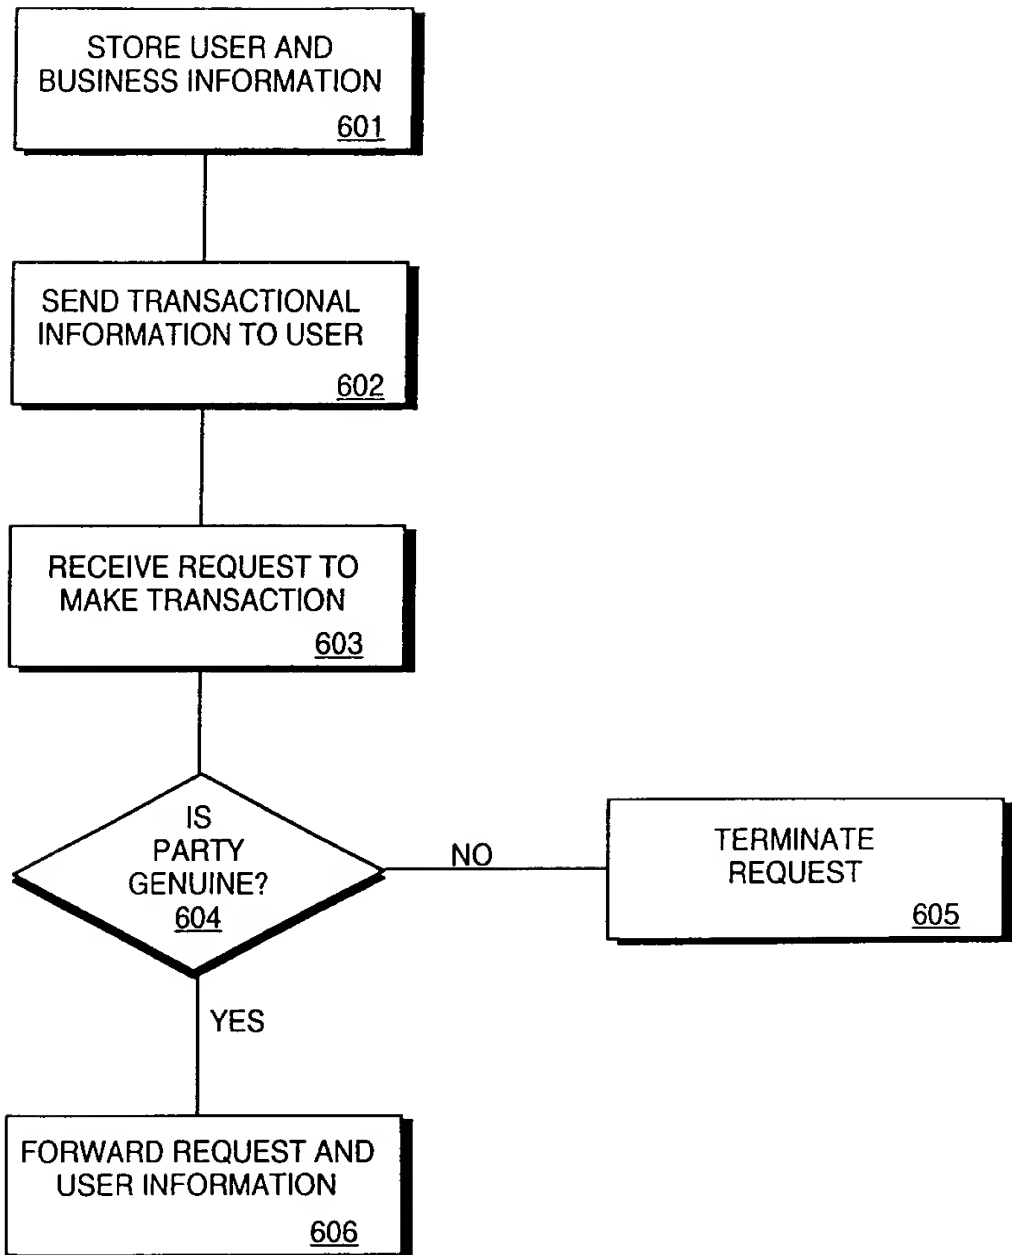 STORE USER AND
BUSINESS INFORMATION
601
SEND TRANSACTIONAL
INFORMATION TO USER
602
RECEIVE REQUEST TO
MAKE TRANSACTION
603
IS
PARTY
GENUINE?
604
NO
TERMINATE
REQUEST
605
YES
FORWARD REQUEST AND
USER INFORMATION
606